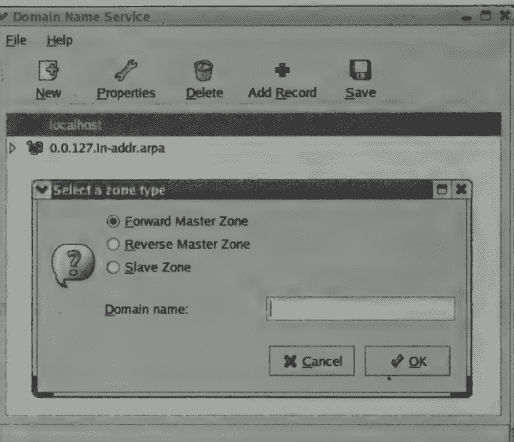 Domain Name Service
File Help
New Properties Delete Add Record Save
localhost
0.0.127.in-addr.arpa
Select a zone type
Forward Master Zone
Reverse Master Zone
Slave Zone
Domain name:
Cancel OK